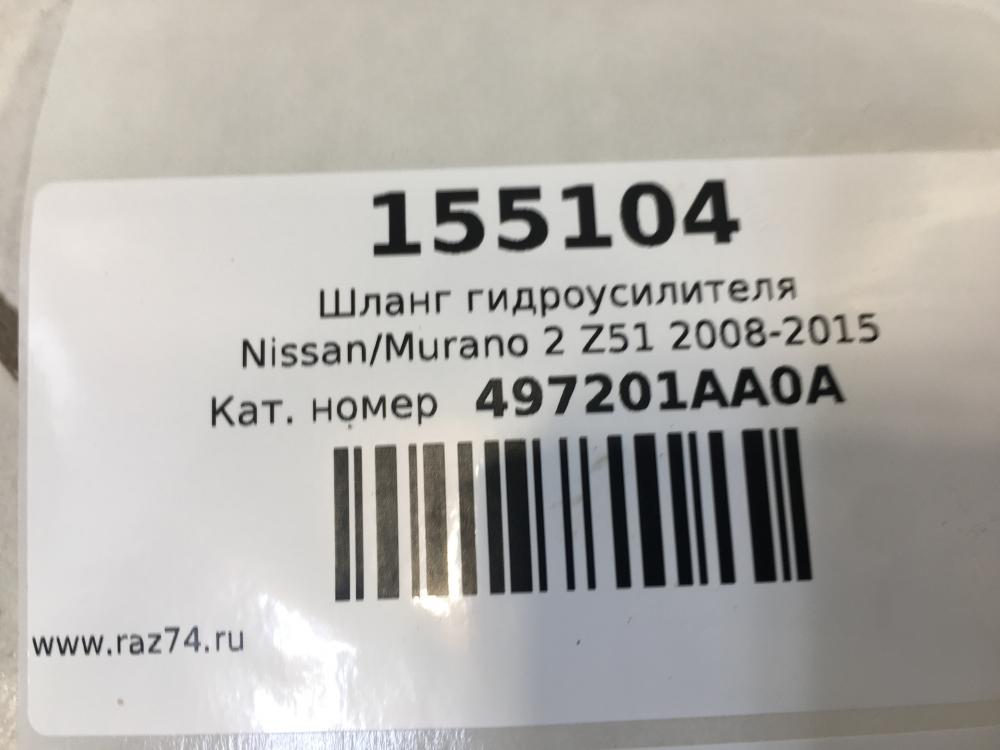 155104
Шланг гидроусилителя
Nissan/Murano 2 Z51 2008-2015
Кат. номер 497201AA0A
www.raz74.ru